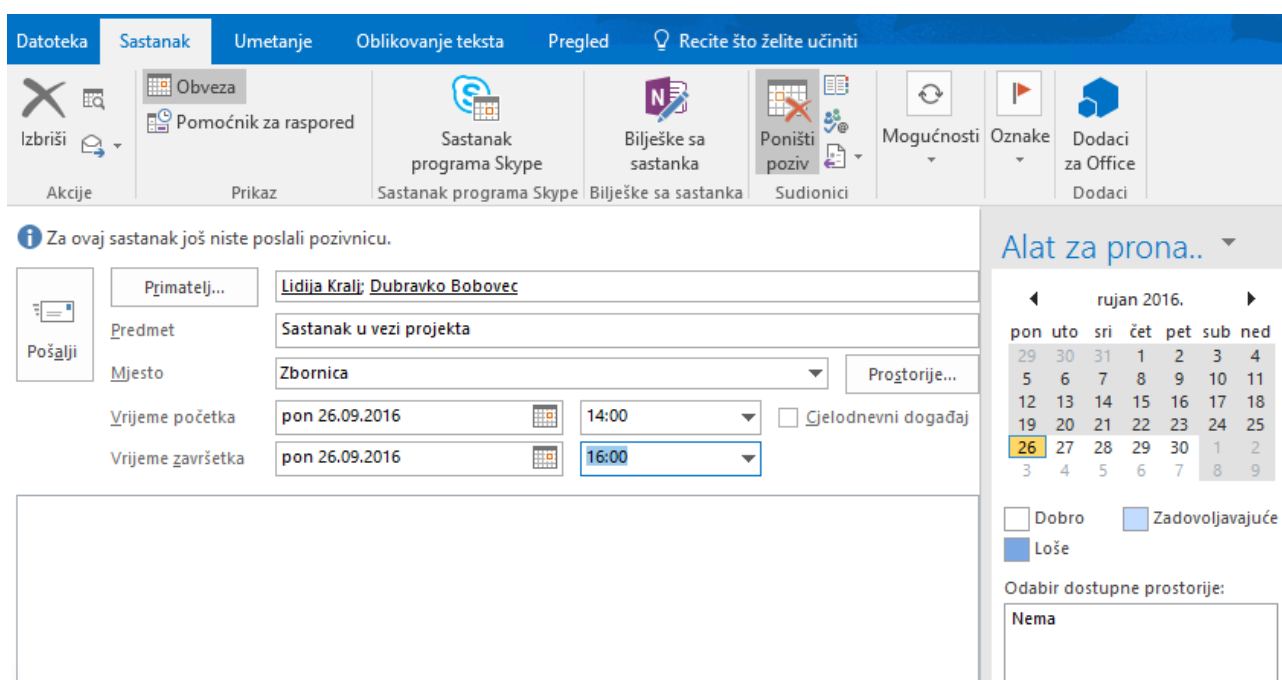 Datoteka Sastanak Umetanje Oblikovanje teksta Pregled Recite što želite učiniti
Izbriši
Obveza
Pomoćnik za raspored
Sastanak
programa Skype
Bilješke sa
sastanka
Poništi
poziv
Mogućnosti
Oznake
Dodaci
za Office
Akcije Prikaz Sastanak programa Skype Bilješke sa sastanka Sudionici Dodaci
Za ovaj sastanak još niste poslali pozivnicu.
Pošalji
Primatelj... Lidija Kralj; Dubravko Bobovec
Predmet Sastanak u vezi projekta
Mjesto Zbornica Prostorije...
Vrijeme početka pon 26.09.2016 14:00 Cjelodnevni događaj
Vrijeme završetka pon 26.09.2016 16:00
Alat za prona..
rujan 2016.
pon uto sri čet pet sub ned
29 30 31 1 2 3 4
5 6 7 8 9 10 11
12 13 14 15 16 17 18
19 20 21 22 23 24 25
26 27 28 29 30 1 2
3 4 5 6 7 8 9
Dobro Zadovoljavajuće
Loše
Odabir dostupne prostorije:
Nema